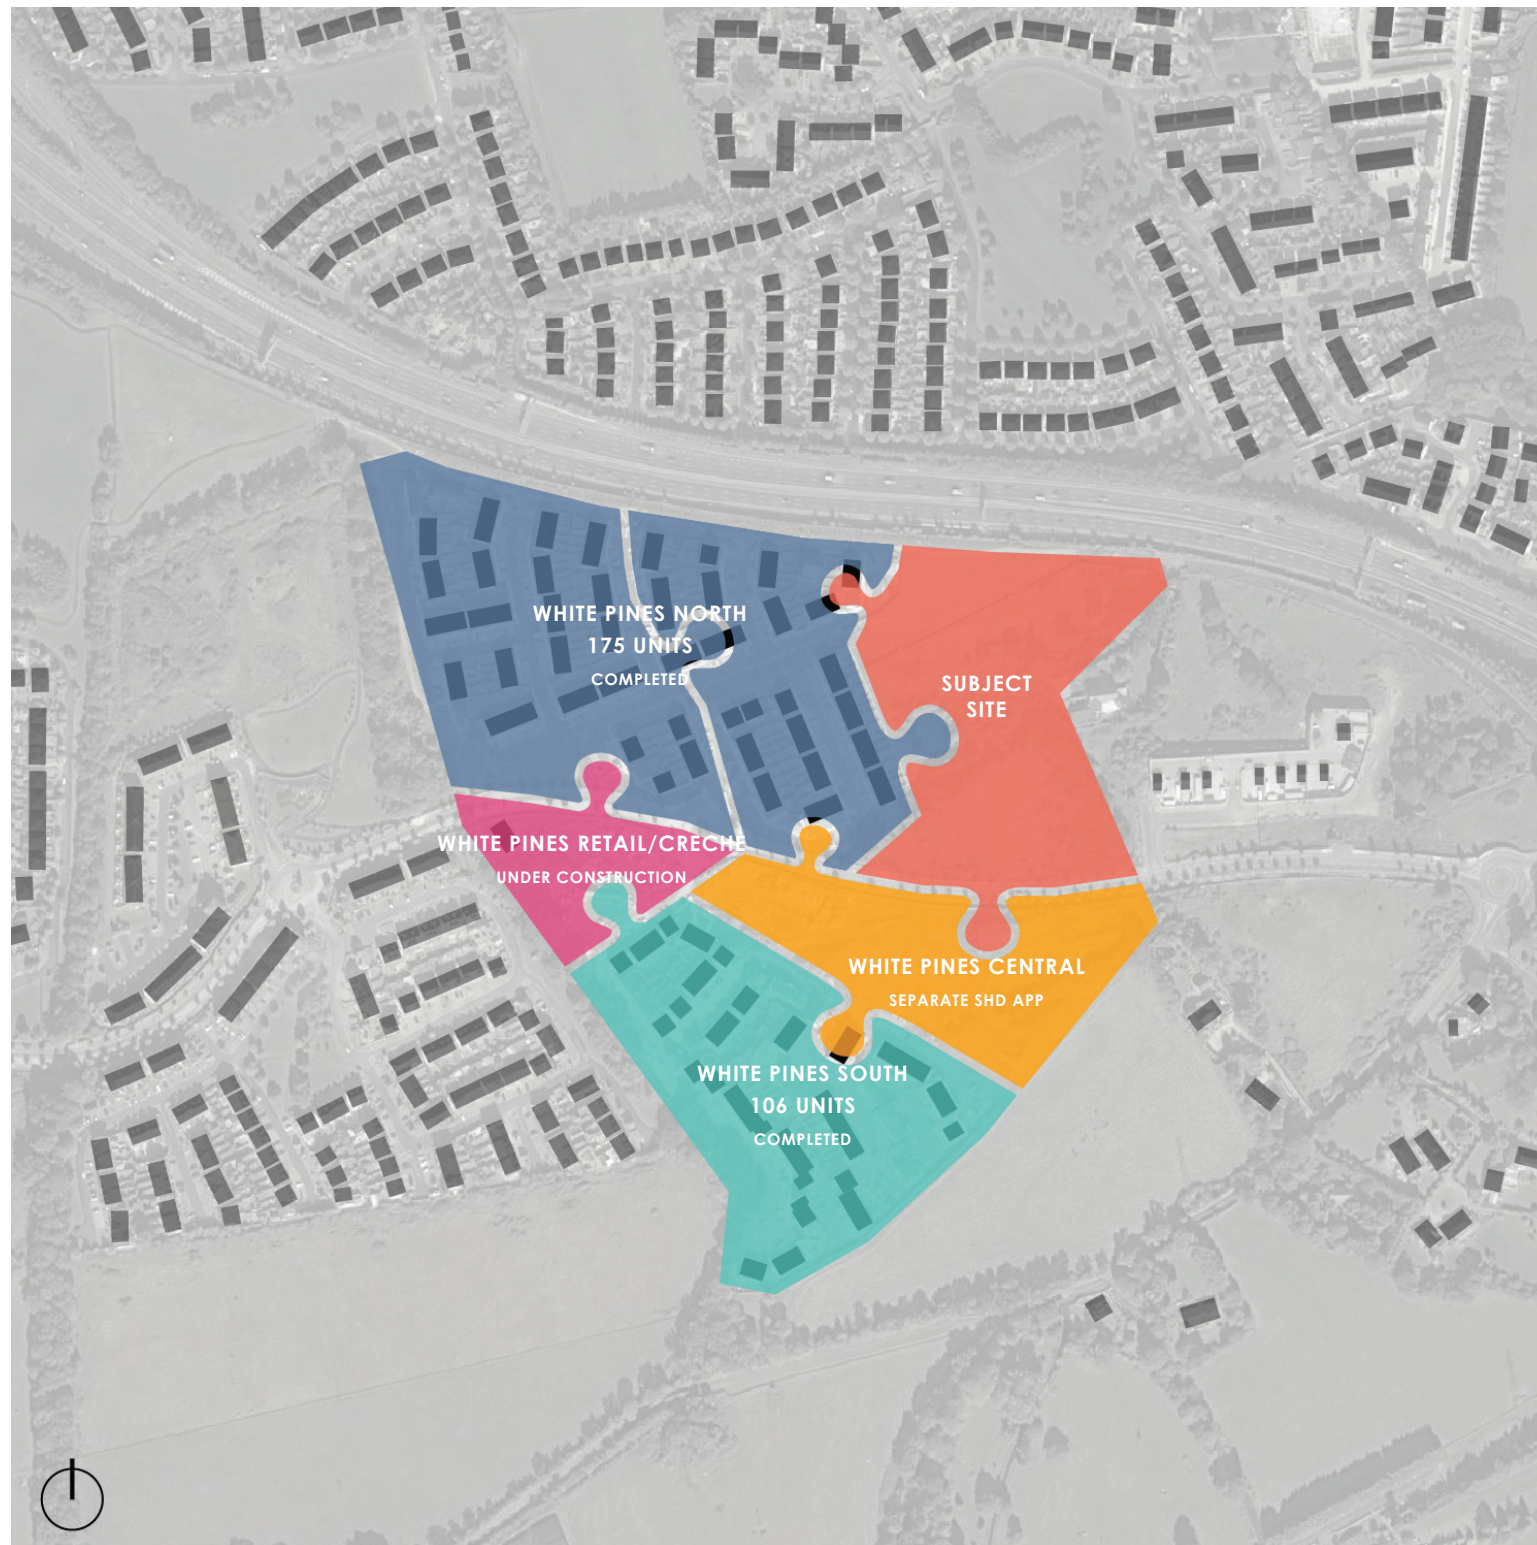 WHITE PINES NORTH
175 UNITS
COMPLETED
SUBJECT
SITE
WHITE PINES RETAIL/CRECHE
UNDER CONSTRUCTION
WHITE PINES CENTRAL
SEPARATE SHD APP
WHITE PINES SOUTH
106 UNITS
COMPLETED